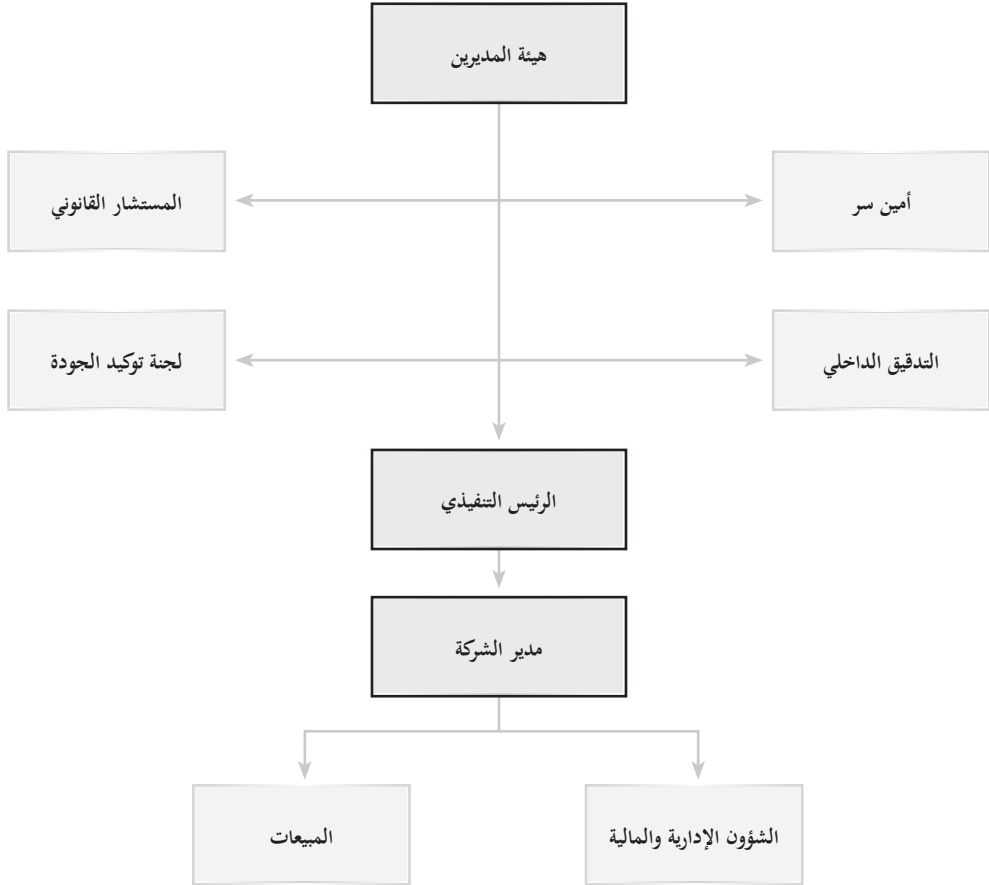 هيئة المديرين
أمين سر
المستشار القانوني
التدقيق الداخلي
لجنة توكيد الجودة
الرئيس التنفيذي
مدير الشركة
الشؤون الإدارية والمالية
المبيعات